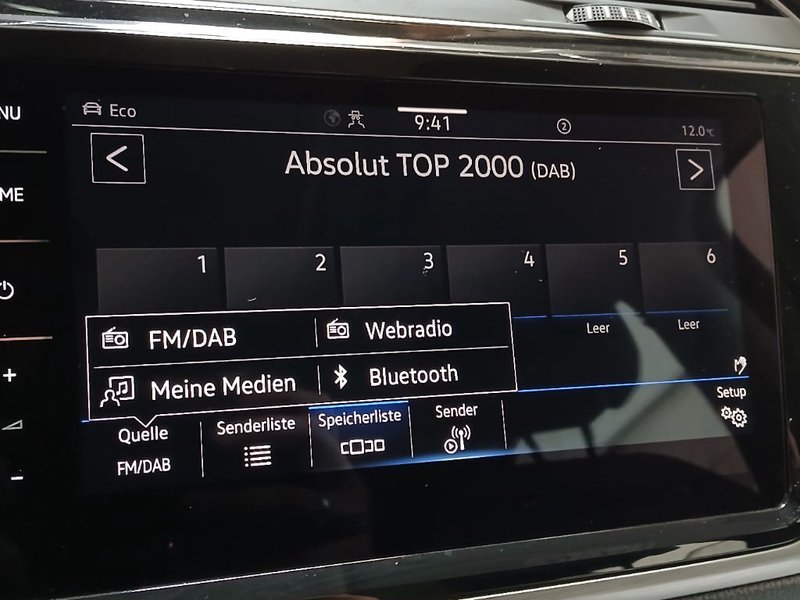 NU
ME
Eco
9:41
2
12.0°C
Absolut TOP 2000 (DAB)
1 2 3 4 5 6
Leer Leer
FM/DAB Webradio
Meine Medien Bluetooth
Setup
Quelle Senderliste Speicherliste Sender
FM/DAB